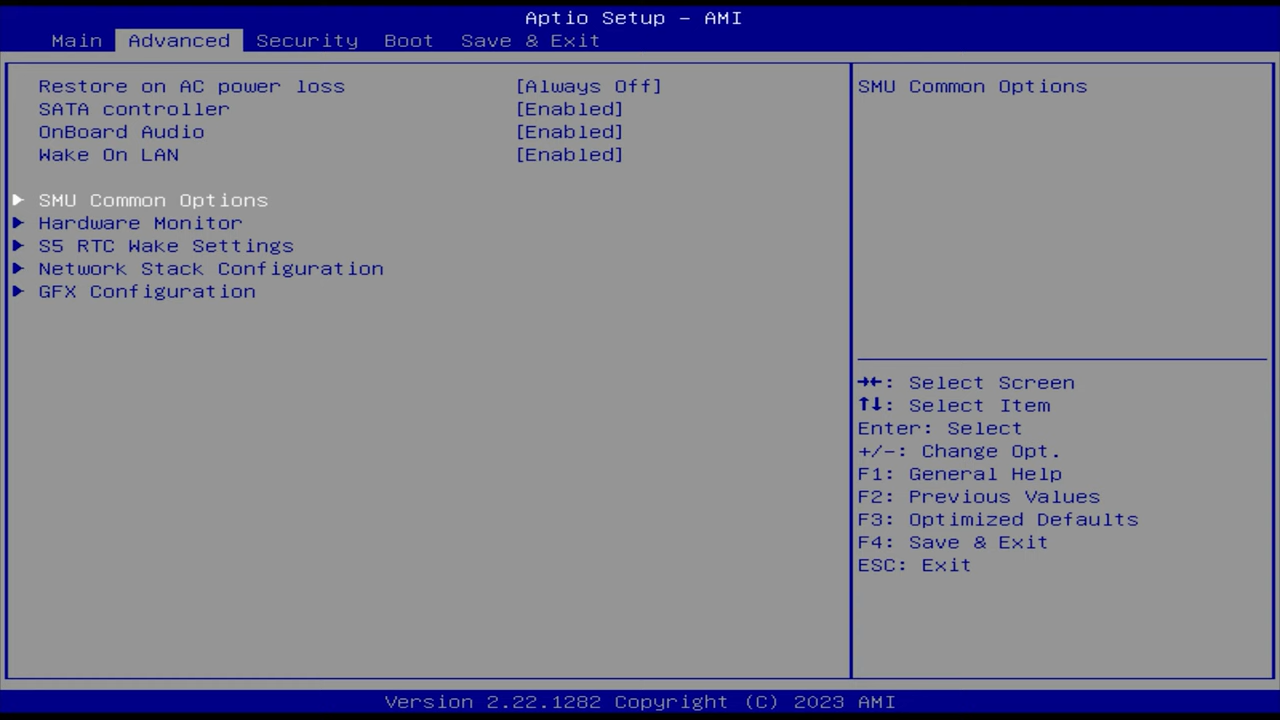 Aptio Setup - AMI
Main Advanced Security Boot Save & Exit
Restore on AC power loss [Always Off]
SATA controller [Enabled]
OnBoard Audio [Enabled]
Wake On LAN [Enabled]
▶ SMU Common Options
▶ Hardware Monitor
▶ S5 RTC Wake Settings
▶ Network Stack Configuration
▶ GFX Configuration
SMU Common Options
→←: Select Screen
↑↓: Select Item
Enter: Select
+/-: Change Opt.
F1: General Help
F2: Previous Values
F3: Optimized Defaults
F4: Save & Exit
ESC: Exit
Version 2.22.1282 Copyright (C) 2023 AMI